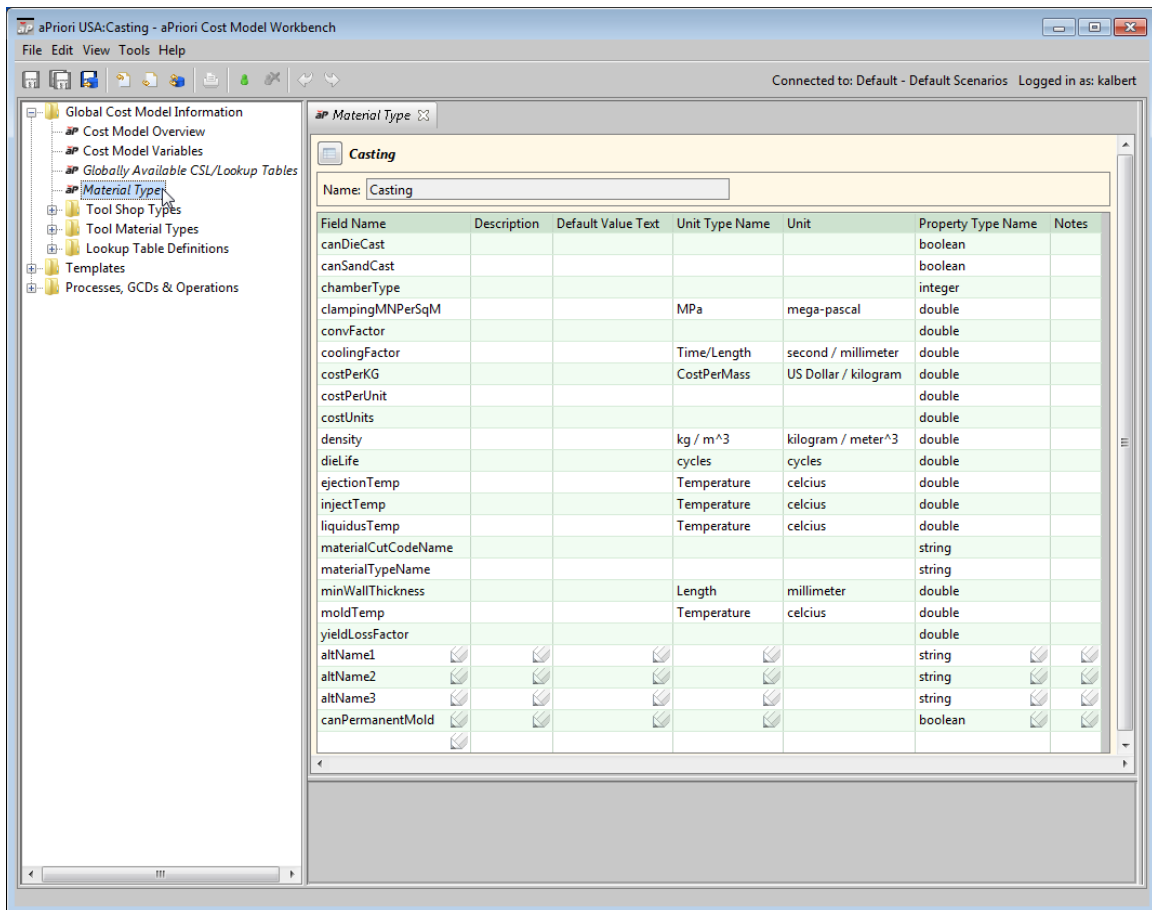 aPriori USA:Casting - aPriori Cost Model Workbench
File Edit View Tools Help
Connected to: Default - Default Scenarios Logged in as: kalbert
Global Cost Model Information
aP Cost Model Overview
aP Cost Model Variables
aP Globally Available CSL/Lookup Tables
aP Material Type
Tool Shop Types
Tool Material Types
Lookup Table Definitions
Templates
Processes, GCDs & Operations
aP Material Type
Casting
Name: Casting
Field Name Description Default Value Text Unit Type Name Unit Property Type Name Notes
canDieCast boolean
canSandCast boolean
chamberType integer
clampingMNPerSqM MPa mega-pascal double
convFactor double
coolingFactor Time/Length second / millimeter double
costPerKG CostPerMass US Dollar / kilogram double
costPerUnit double
costUnits double
density kg / m^3 kilogram / meter^3 double
dieLife cycles cycles double
ejectionTemp Temperature celcius double
injectTemp Temperature celcius double
liquidusTemp Temperature celcius double
materialCutCodeName string
materialTypeName string
minWallThickness Length millimeter double
moldTemp Temperature celcius double
yieldLossFactor double
altName1 string
altName2 string
altName3 string
canPermanentMold boolean